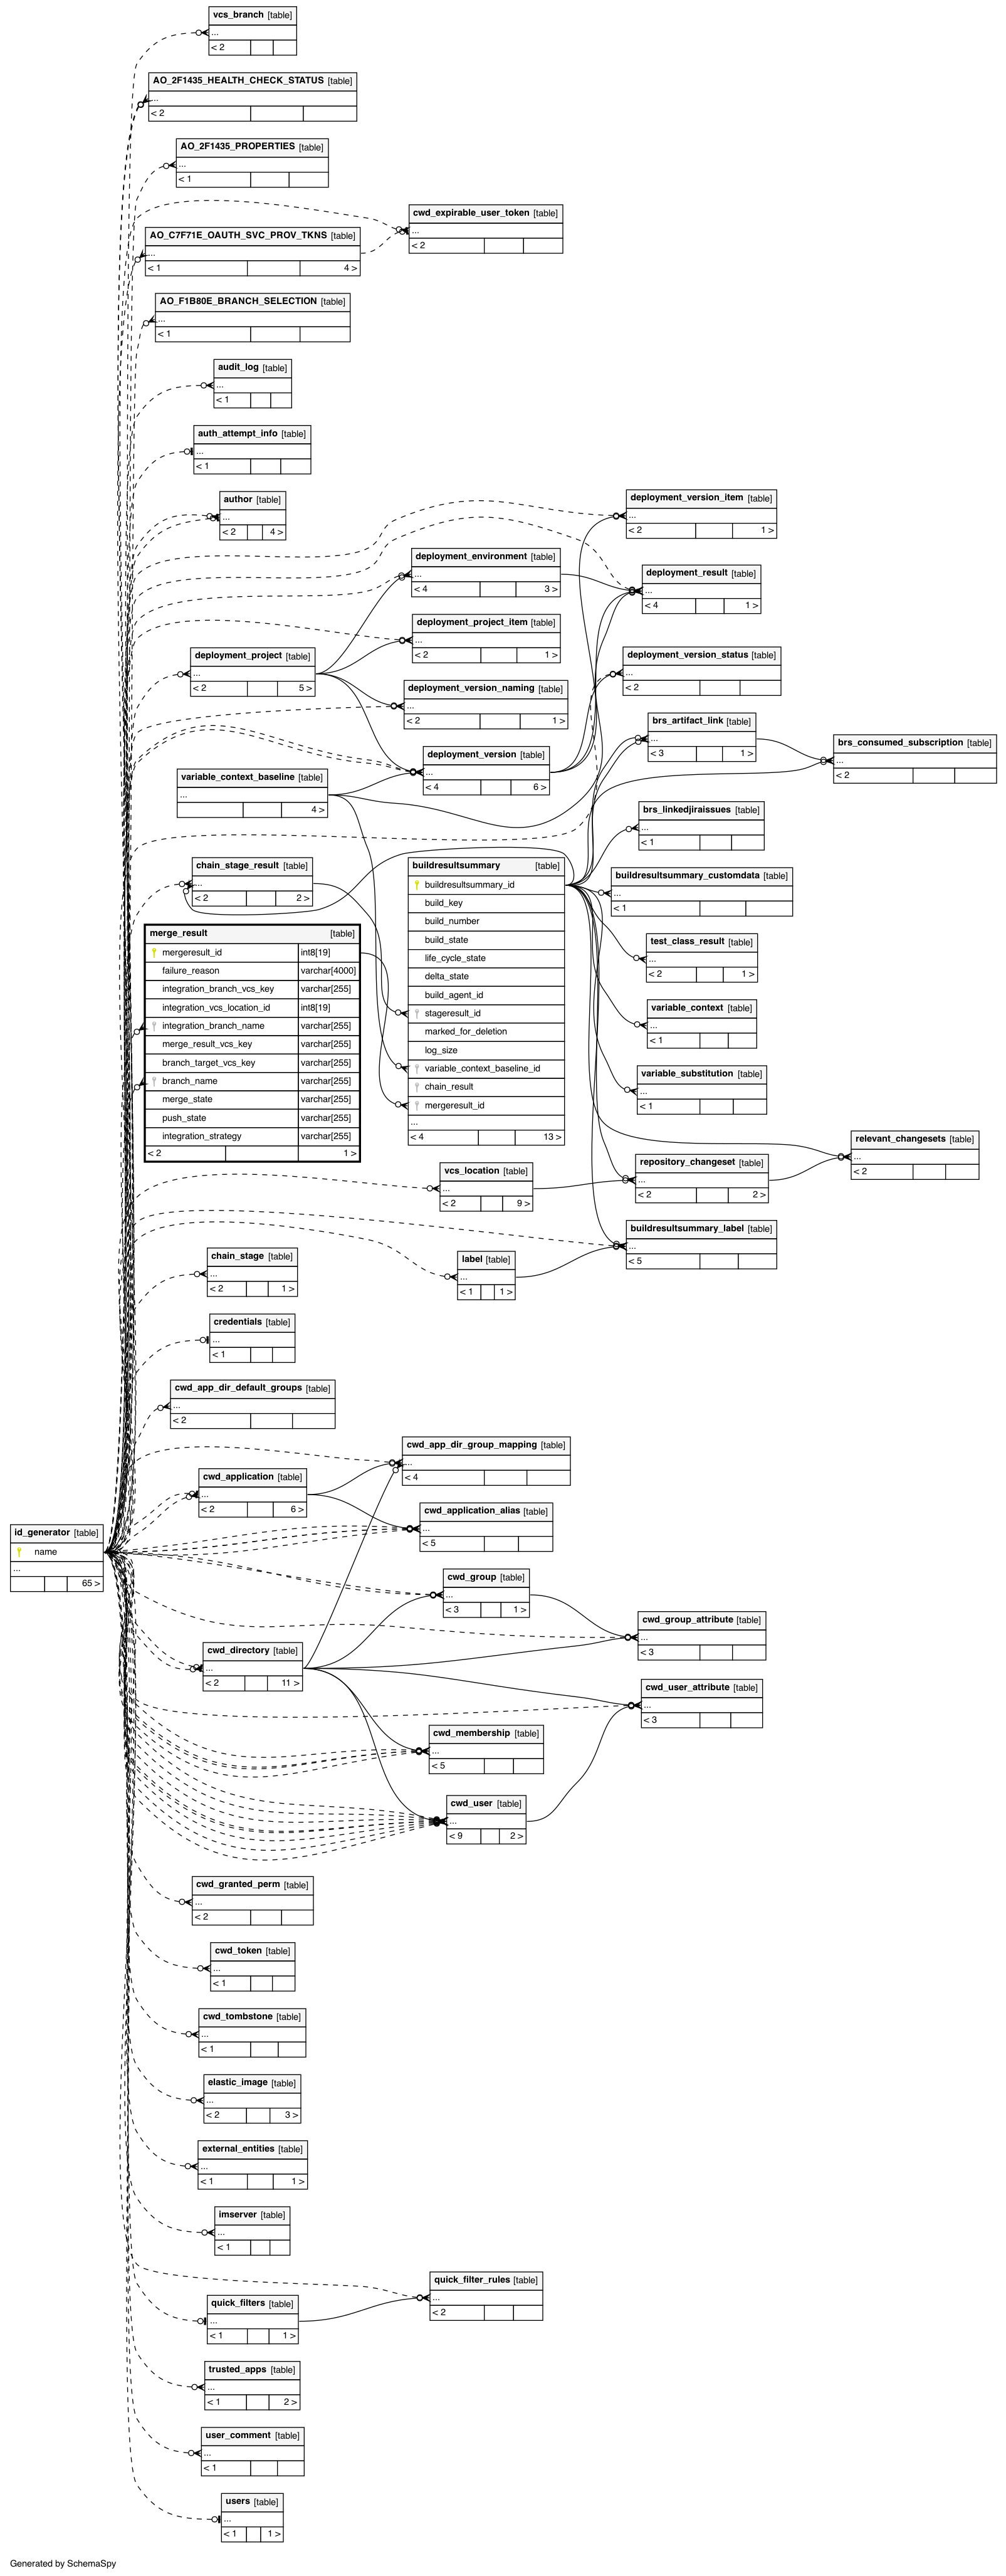 vcs_branch [table]
...
< 2
AO_2F1435_HEALTH_CHECK_STATUS [table]
...
< 2
AO_2F1435_PROPERTIES [table]
...
< 1
cwd_expirable_user_token [table]
...
< 2
AO_C7F71E_OAUTH_SVC_PROV_TKNS [table]
...
< 1 4 >
AO_F1B80E_BRANCH_SELECTION [table]
...
< 1
audit_log [table]
...
< 1
auth_attempt_info [table]
...
< 1
author [table]
...
< 2 4 >
deployment_version_item [table]
...
< 2 1 >
deployment_environment [table]
...
< 4 3 >
deployment_result [table]
...
< 4 1 >
deployment_project_item [table]
...
< 2 1 >
deployment_project [table]
...
< 2 5 >
deployment_version_status [table]
...
< 2
deployment_version_naming [table]
...
< 2 1 >
brs_artifact_link [table]
...
< 3 1 >
brs_consumed_subscription [table]
...
< 2
deployment_version [table]
...
< 4 6 >
variable_context_baseline [table]
...
4 >
brs_linkedjiraissues [table]
...
< 1
chain_stage_result [table]
...
< 2 2 >
buildresultsummary [table]
buildresultsummary_id
build_key
build_number
build_state
life_cycle_state
delta_state
build_agent_id
stageresult_id
marked_for_deletion
log_size
variable_context_baseline_id
chain_result
mergeresult_id
...
< 4 13 >
buildresultsummary_customdata [table]
...
< 1
merge_result [table]
mergeresult_id int8[19]
failure_reason varchar[4000]
integration_branch_vcs_key varchar[255]
integration_vcs_location_id int8[19]
integration_branch_name varchar[255]
merge_result_vcs_key varchar[255]
branch_target_vcs_key varchar[255]
branch_name varchar[255]
merge_state varchar[255]
push_state varchar[255]
integration_strategy varchar[255]
< 2 1 >
test_class_result [table]
...
< 2 1 >
variable_context [table]
...
< 1
variable_substitution [table]
...
< 1
relevant_changesets [table]
...
< 2
repository_changeset [table]
...
< 2 2 >
vcs_location [table]
...
< 2 9 >
buildresultsummary_label [table]
...
< 5
chain_stage [table]
...
< 2 1 >
label [table]
...
< 1 1 >
credentials [table]
...
< 1
cwd_app_dir_default_groups [table]
...
< 2
cwd_app_dir_group_mapping [table]
...
< 4
cwd_application [table]
...
< 2 6 >
cwd_application_alias [table]
...
< 5
id_generator [table]
name
...
65 >
cwd_group [table]
...
< 3 1 >
cwd_group_attribute [table]
...
< 3
cwd_directory [table]
...
< 2 11 >
cwd_user_attribute [table]
...
< 3
cwd_membership [table]
...
< 5
cwd_user [table]
...
< 9 2 >
cwd_granted_perm [table]
...
< 2
cwd_token [table]
...
< 1
cwd_tombstone [table]
...
< 1
elastic_image [table]
...
< 2 3 >
external_entities [table]
...
< 1 1 >
imserver [table]
...
< 1
quick_filter_rules [table]
...
< 2
quick_filters [table]
...
< 1 1 >
trusted_apps [table]
...
< 1 2 >
user_comment [table]
...
< 1
users [table]
...
< 1 1 >
Generated by SchemaSpy